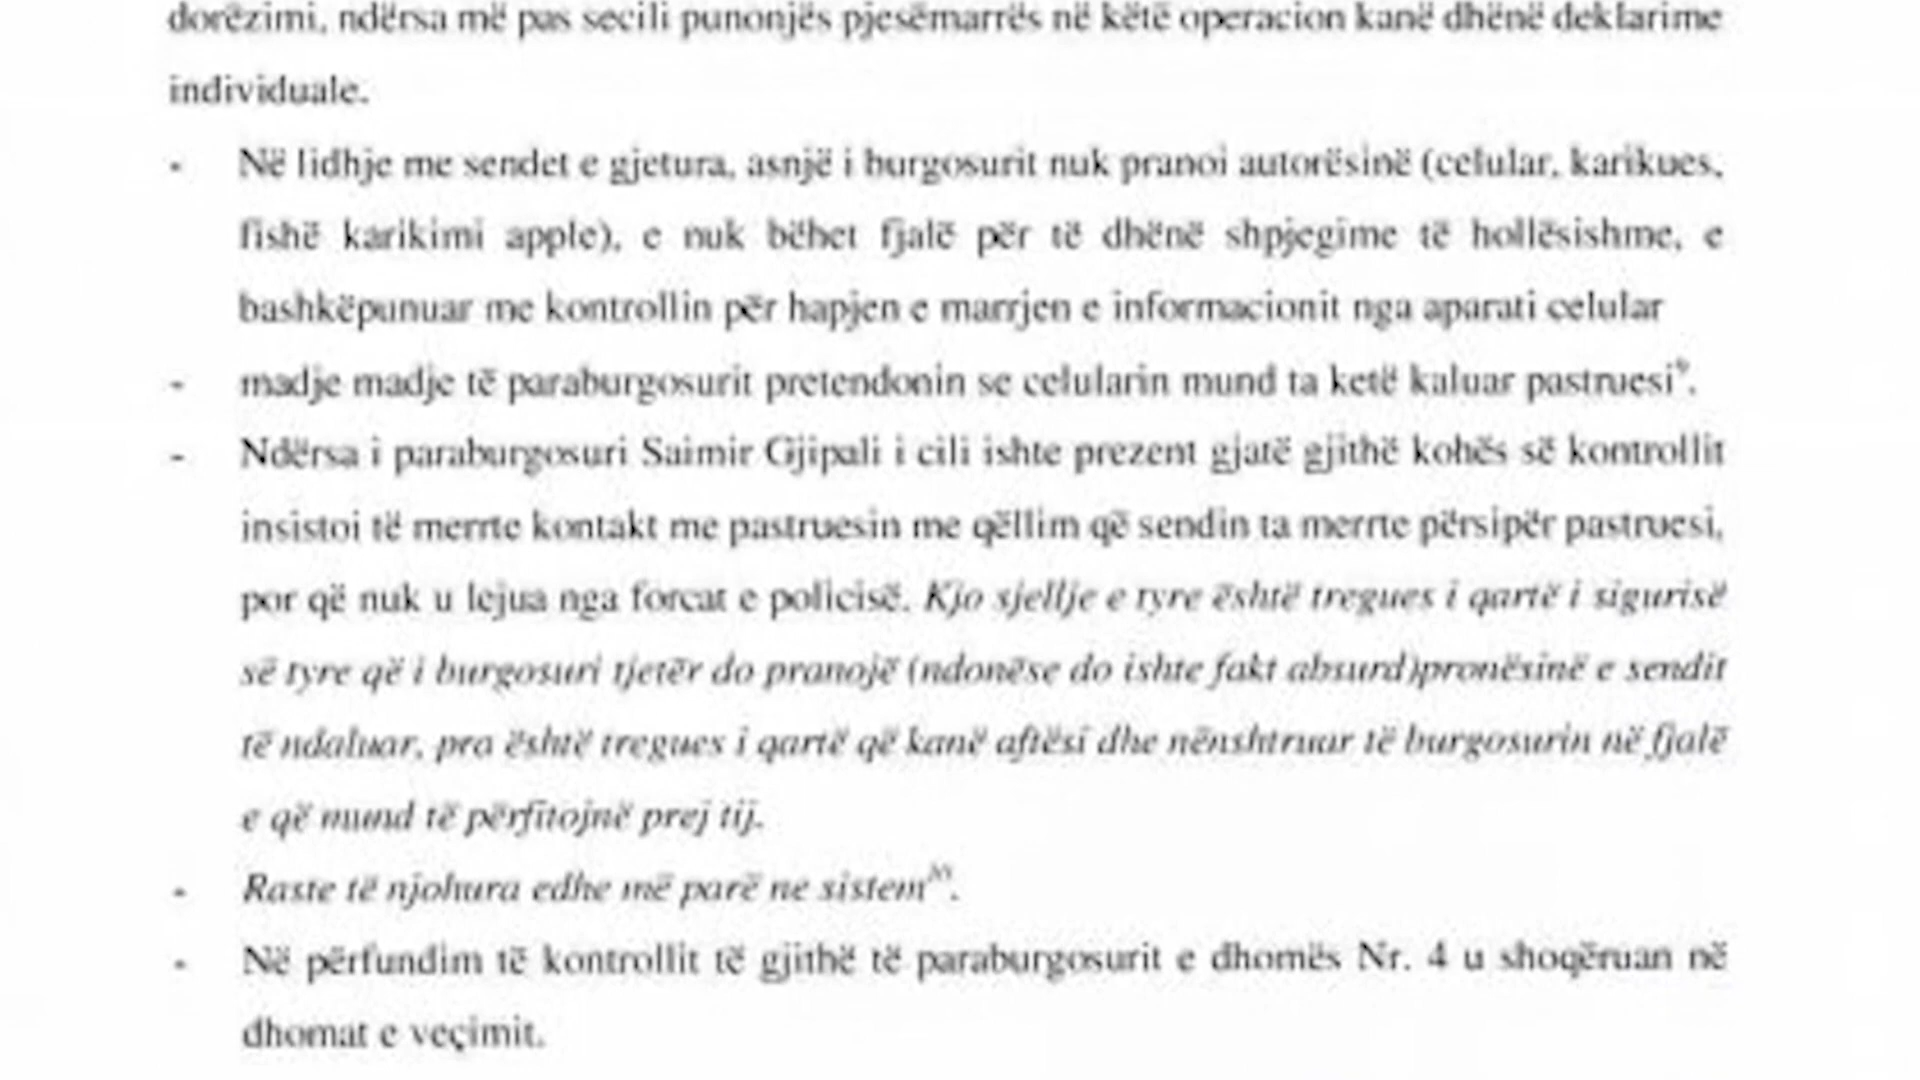 dorëzimi, ndërsa më pas secili punonjës pjesëmarrës në këtë operacion kanë dhënë deklarime
individuale.
- Në lidhje me sendet e gjetura, asnjë i burgosurit nuk pranoi autorësinë (celular, karikues,
fishë karikimi apple), e nuk bëhet fjalë për të dhënë shpjegime të hollësishme, e
bashkëpunuar me kontrollin për hapjen e marrjen e informacionit nga aparati celular
- madje madje të paraburgosurit pretendonin se celularin mund ta ketë kaluar pastruesi⁹.
- Ndërsa i paraburgosuri Saimir Gjipali i cili ishte prezent gjatë gjithë kohës së kontrollit
insistoi të merrte kontakt me pastruesin me qëllim që sendin ta merrte përsipër pastruesi,
por që nuk u lejua nga forcat e policisë. Kjo sjellje e tyre është tregues i qartë i sigurisë
së tyre që i burgosuri tjetër do pranojë (ndonëse do ishte fakt absurd)pronësinë e sendit
të ndaluar, pra është tregues i qartë që kanë aftësi dhe nënshtruar të burgosurin në fjalë
e që mund të përfitojnë prej tij.
- Raste të njohura edhe më parë ne sistem.
- Në përfundim të kontrollit të gjithë të paraburgosurit e dhomës Nr. 4 u shoqëruan në
dhomat e veçimit.